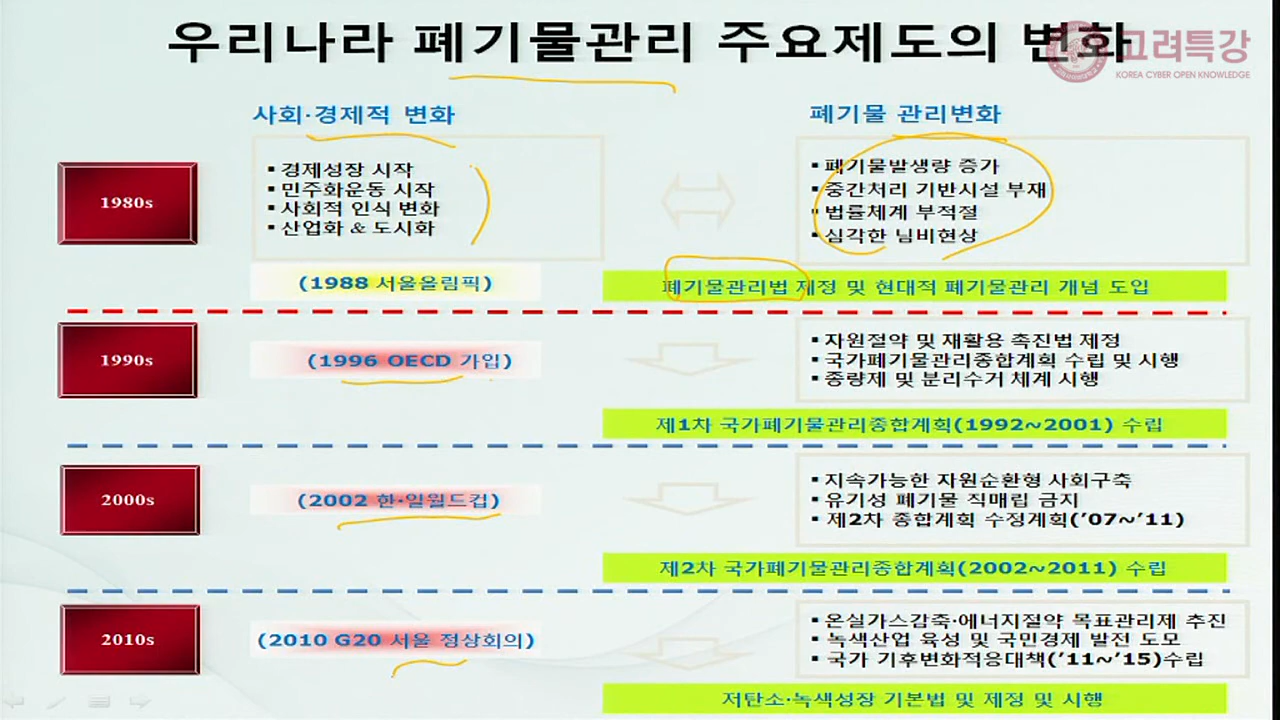 우리나라 폐기물관리 주요제도의 변화
고려특강
KOREA CYBER OPEN KNOWLEDGE
사회·경제적 변화
폐기물 관리변화
1980s
▪ 경제성장 시작
▪ 민주화운동 시작
▪ 사회적 인식 변화
▪ 산업화 & 도시화
▪ 폐기물발생량 증가
▪ 중간처리 기반시설 부재
▪ 법률체계 부적절
▪ 심각한 님비현상
(1988 서울올림픽)
폐기물관리법 제정 및 현대적 폐기물관리 개념 도입
1990s
(1996 OECD 가입)
▪ 자원절약 및 재활용 촉진법 제정
▪ 국가폐기물관리종합계획 수립 및 시행
▪ 종량제 및 분리수거 체계 시행
제1차 국가폐기물관리종합계획(1992~2001) 수립
2000s
(2002 한·일월드컵)
▪ 지속가능한 자원순환형 사회구축
▪ 유기성 폐기물 직매립 금지
▪ 제2차 종합계획 수정계획(’07~’11)
제2차 국가폐기물관리종합계획(2002~2011) 수립
2010s
(2010 G20 서울 정상회의)
▪ 온실가스감축·에너지절약 목표관리제 추진
▪ 녹색산업 육성 및 국민경제 발전 도모
▪ 국가 기후변화적응대책(’11~’15)수립
저탄소·녹색성장 기본법 및 제정 및 시행